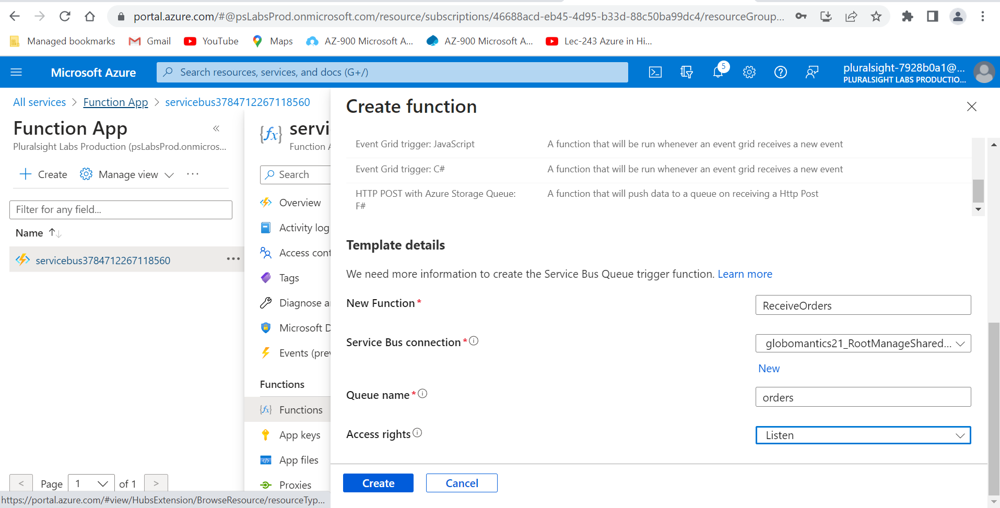 portal.azure.com/#@psLabsProd.onmicrosoft.com/resource/subscriptions/46688acd-eb45-4d95-b33d-88c50ba99dc4/resourceGroup...
Managed bookmarks Gmail YouTube Maps AZ-900 Microsoft A... AZ-900 Microsoft A... Lec-243 Azure in Hi...
Microsoft Azure
Search resources, services, and docs (G+/)
5
pluralsight-7928b0a1@...
PLURALSIGHT LABS PRODUCTIO...
All services > Function App > servicebus3784712267118560
Function App
«
Pluralsight Labs Production (psLabsProd.onmicros...
Create Manage view ...
Filter for any field...
Name ↑↓
servicebus3784712267118560 ...
< Page 1 of 1 >
https://portal.azure.com/#view/HubsExtension/BrowseResource/resourceTyp...
{fx} servi
Function A
Search
Overview
Activity log
Access cont
Tags
Diagnose a
Microsoft D
Events (pre
Functions
{fx} Functions
App keys
App files
Proxies
Create function
Event Grid trigger: JavaScript A function that will be run whenever an event grid receives a new event
Event Grid trigger: C# A function that will be run whenever an event grid receives a new event
HTTP POST with Azure Storage Queue: A function that will push data to a queue on receiving a Http Post
F#
Template details
We need more information to create the Service Bus Queue trigger function. Learn more
New Function * ReceiveOrders
Service Bus connection * globomantics21_RootManageShared...
New
Queue name * orders
Access rights Listen
Create Cancel